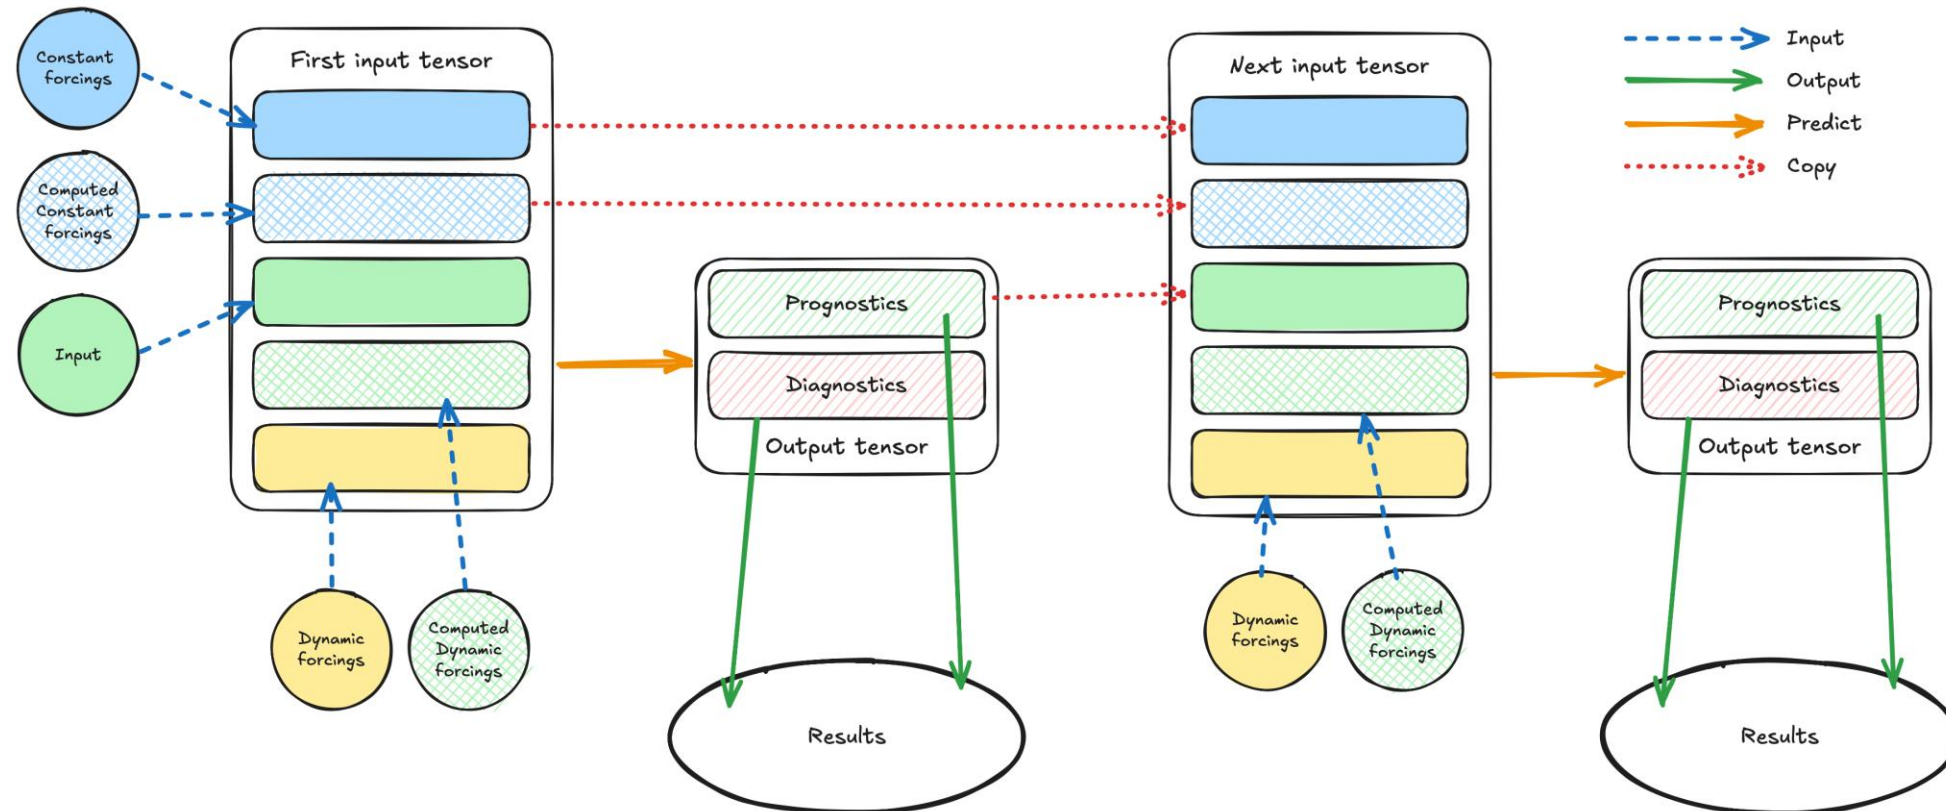 Constant
forcings
Computed
Constant
forcings
Input
First input tensor
Dynamic
forcings
Computed
Dynamic
forcings
Prognostics
Diagnostics
Output tensor
Results
Next input tensor
Dynamic
forcings
Computed
Dynamic
forcings
Input
Output
Predict
Copy
Prognostics
Diagnostics
Output tensor
Results